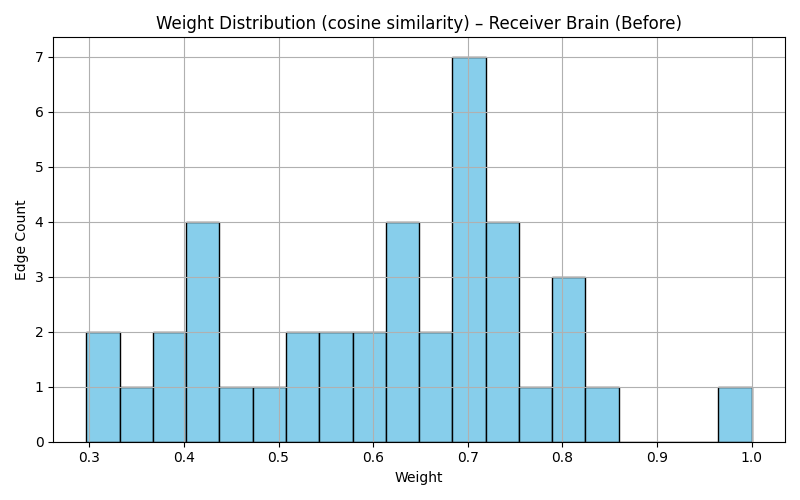 Weight Distribution (cosine similarity) – Receiver Brain (Before)
7
6
5
4
3
2
1
0
Edge Count
0.3 0.4 0.5 0.6 0.7 0.8 0.9 1.0
Weight